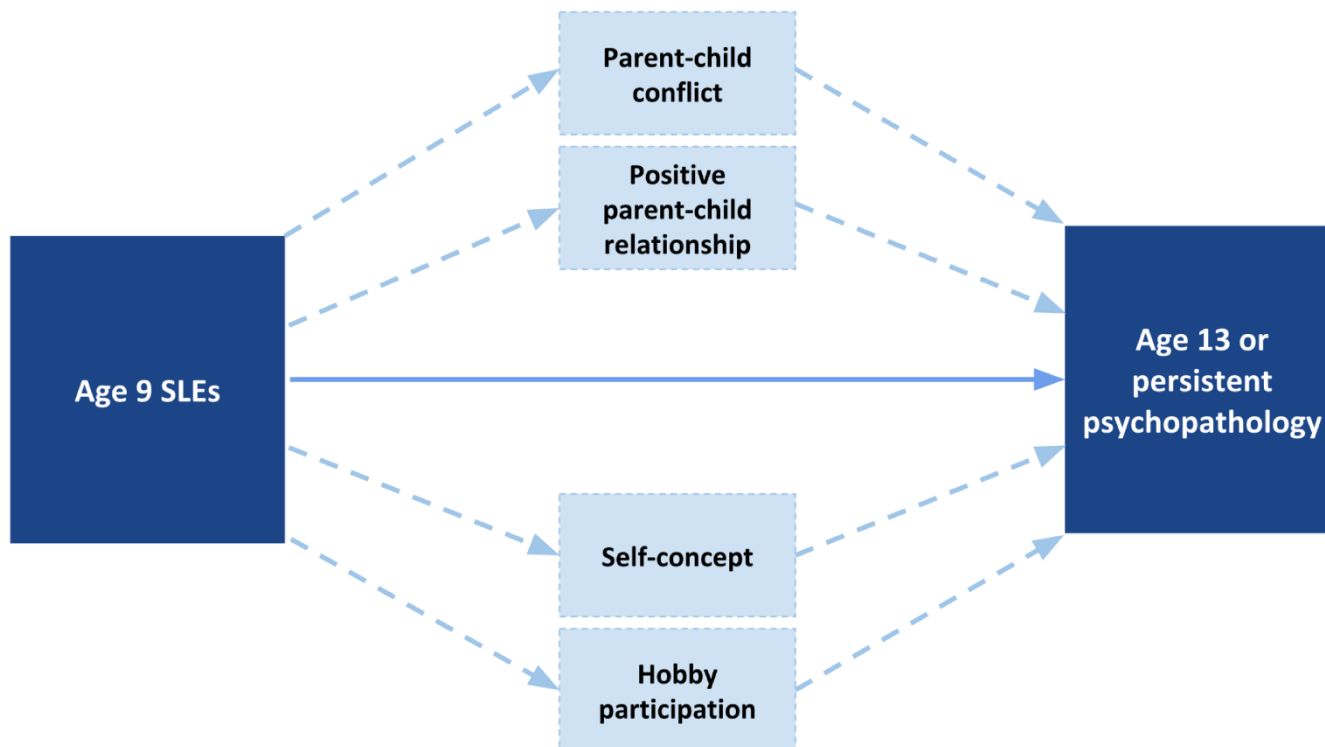 Parent-child
conflict
Positive
parent-child
relationship
Age 9 SLEs
Age 13 or
persistent
psychopathology
Self-concept
Hobby
participation